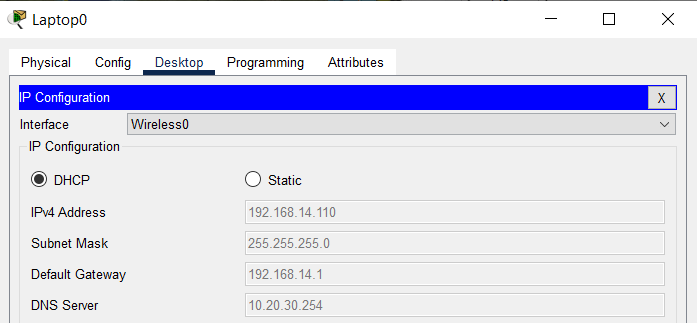 Laptop0
Physical Config Desktop Programming Attributes
IP Configuration X
Interface Wireless0
IP Configuration
DHCP Static
IPv4 Address 192.168.14.110
Subnet Mask 255.255.255.0
Default Gateway 192.168.14.1
DNS Server 10.20.30.254